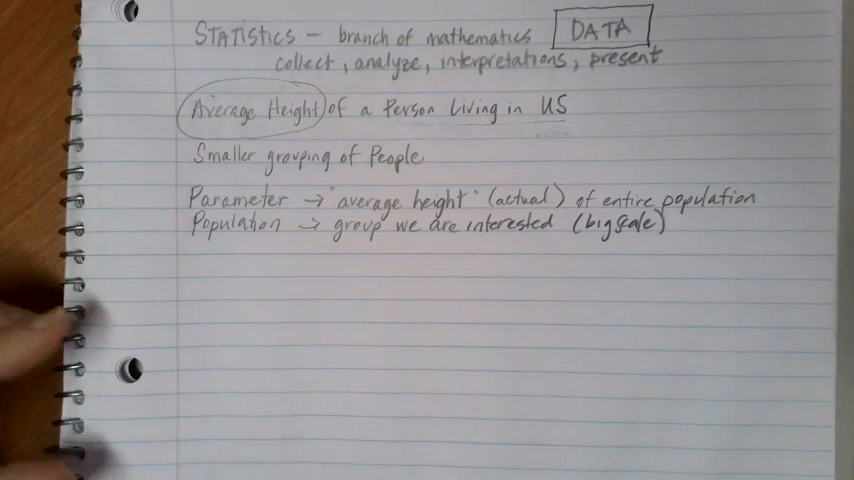 STATISTICS – branch of mathematics DATA
collect, analyze, interpretations, present
Average Height of a Person Living in US
Smaller grouping of People
Parameter → "average height" (actual) of entire population
Population → group we are interested (big scale)